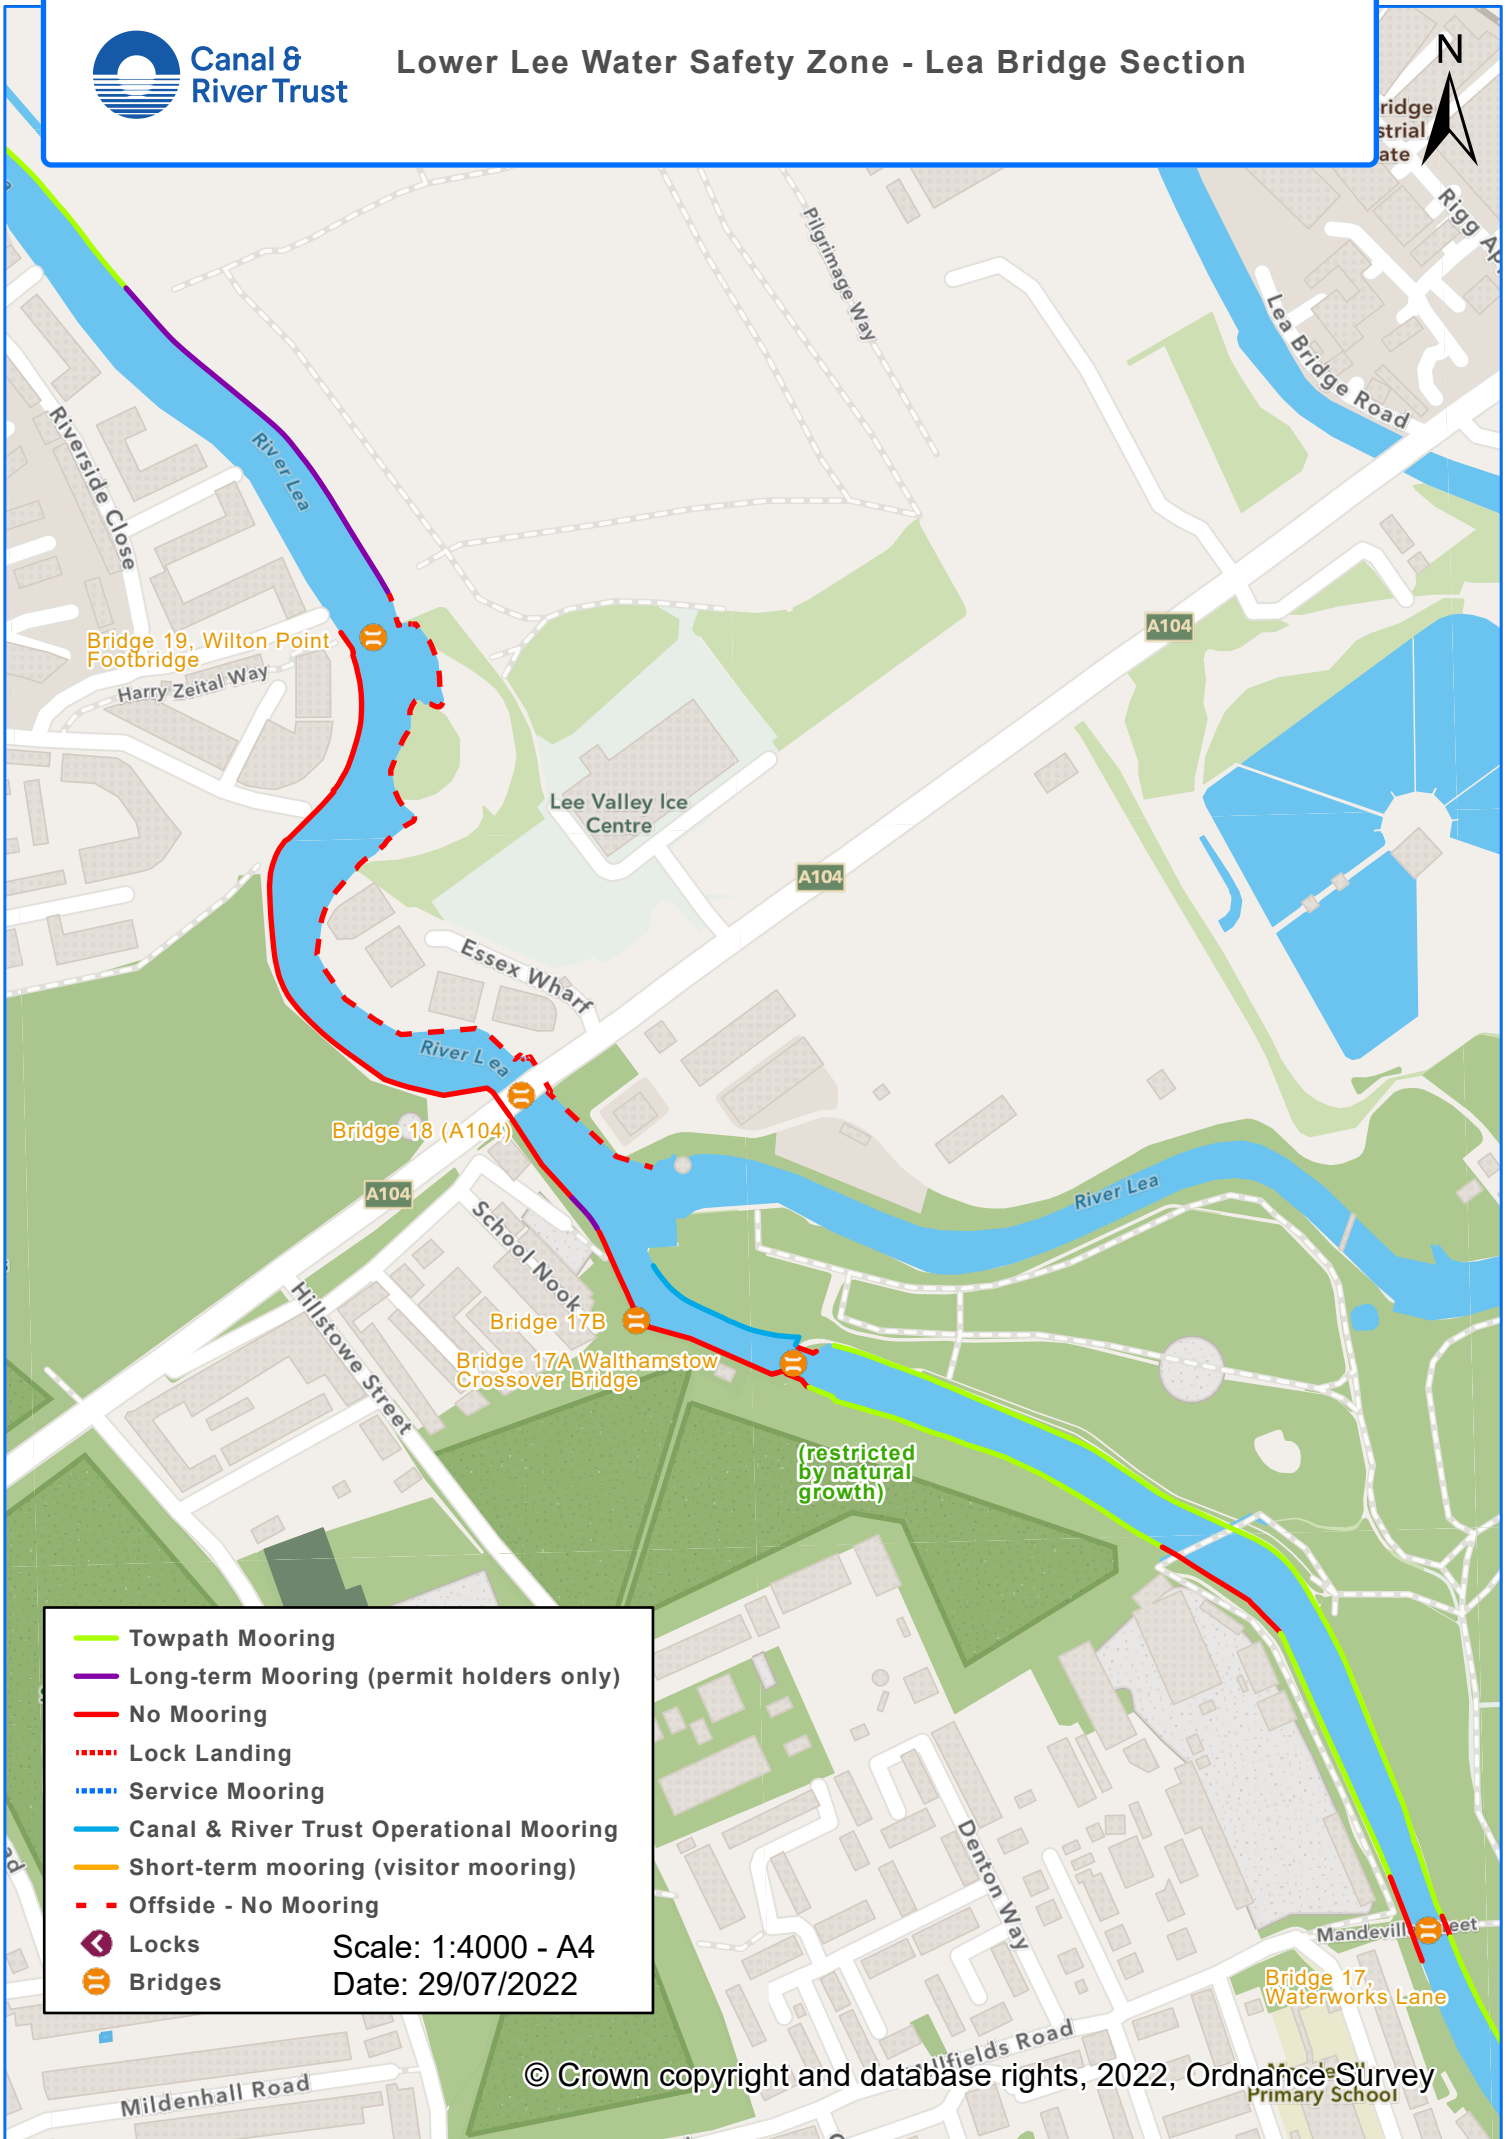 Canal &
River Trust
Lower Lee Water Safety Zone - Lea Bridge Section
N
Pilgrimage Way
Lea Bridge Road
Riverside Close
River Lea
A104
Bridge 19, Wilton Point
Footbridge
Harry Zeital Way
Lee Valley Ice
Centre
A104
Essex Wharf
River Lea
Bridge 18 (A104)
A104
River Lea
School Nook
Hillstowe Street
Bridge 17B
Bridge 17A Walthamstow
Crossover Bridge
(restricted
by natural
growth)
Towpath Mooring
Long-term Mooring (permit holders only)
No Mooring
Lock Landing
Service Mooring
Canal & River Trust Operational Mooring
Short-term mooring (visitor mooring)
Offside - No Mooring
Locks
Bridges
Scale: 1:4000 - A4
Date: 29/07/2022
Denton Way
Bridge 17,
Waterworks Lane
Road
© Crown copyright and database rights, 2022, Ordnance Survey
Primary School
Mildenhall Road